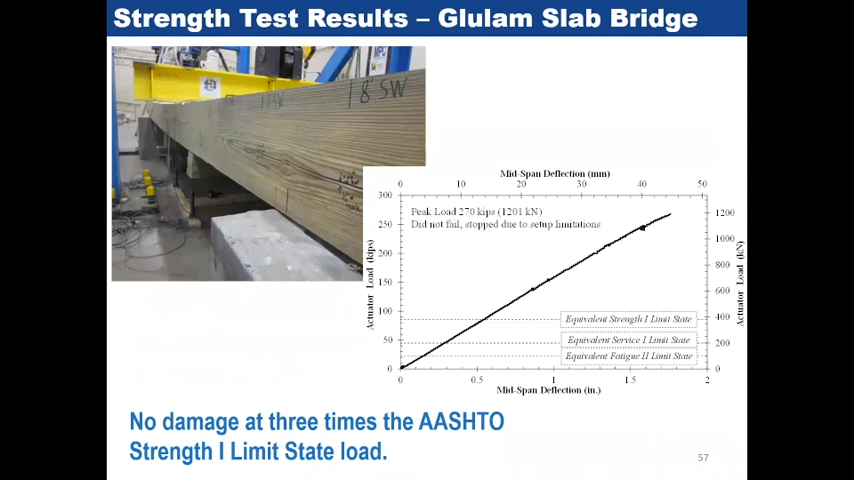 Strength Test Results – Glulam Slab Bridge
18'SW
Mid-Span Deflection (mm)
0 10 20 30 40 50
Peak Load 270 kips (1201 kN)
Did not fail, stopped due to setup limitations
300
250
200
150
100
50
0
Actuator Load (kips)
1200
1000
800
600
400
200
0
Actuator Load (kN)
Equivalent Strength I Limit State
Equivalent Service I Limit State
Equivalent Fatigue II Limit State
0 0.5 1 1.5 2
Mid-Span Deflection (in.)
No damage at three times the AASHTO
Strength I Limit State load.
57